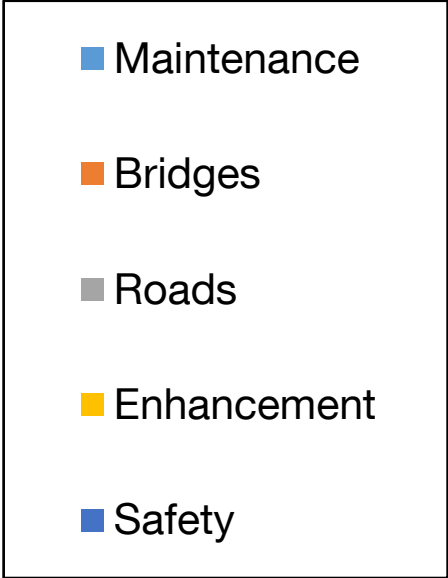 Maintenance
Bridges
Roads
Enhancement
Safety